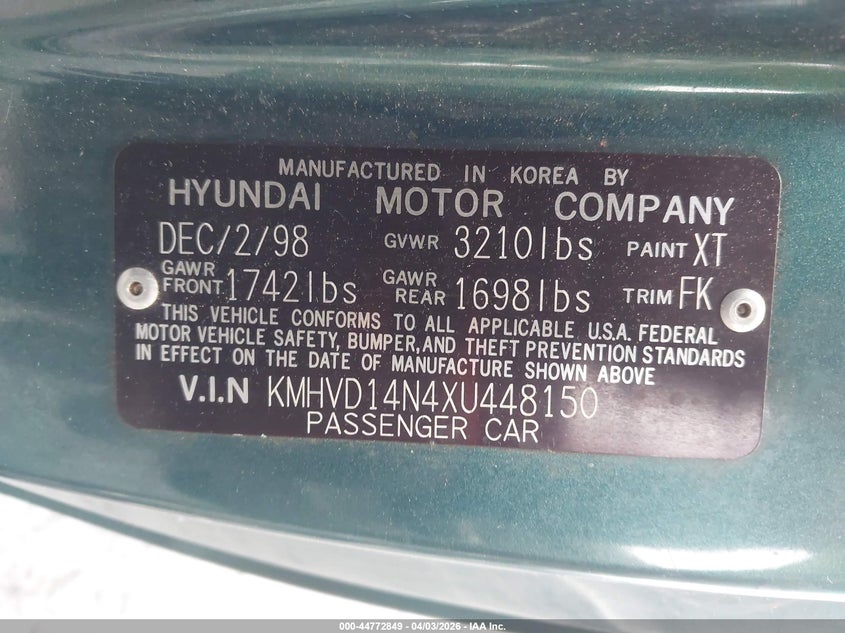 MANUFACTURED IN KOREA BY
HYUNDAI MOTOR COMPANY
DEC/2/98 GVWR 3210lbs PAINT XT
GAWR FRONT 1742lbs GAWR REAR 1698lbs TRIM FK
THIS VEHICLE CONFORMS TO ALL APPLICABLE U.S.A. FEDERAL
MOTOR VEHICLE SAFETY, BUMPER, AND THEFT PREVENTION STANDARDS
IN EFFECT ON THE DATE OF MANUFACTURE SHOWN ABOVE
V.I.N KMHVD14N4XU448150
PASSENGER CAR
000-44772849 - 04/03/2026 - IAA Inc.